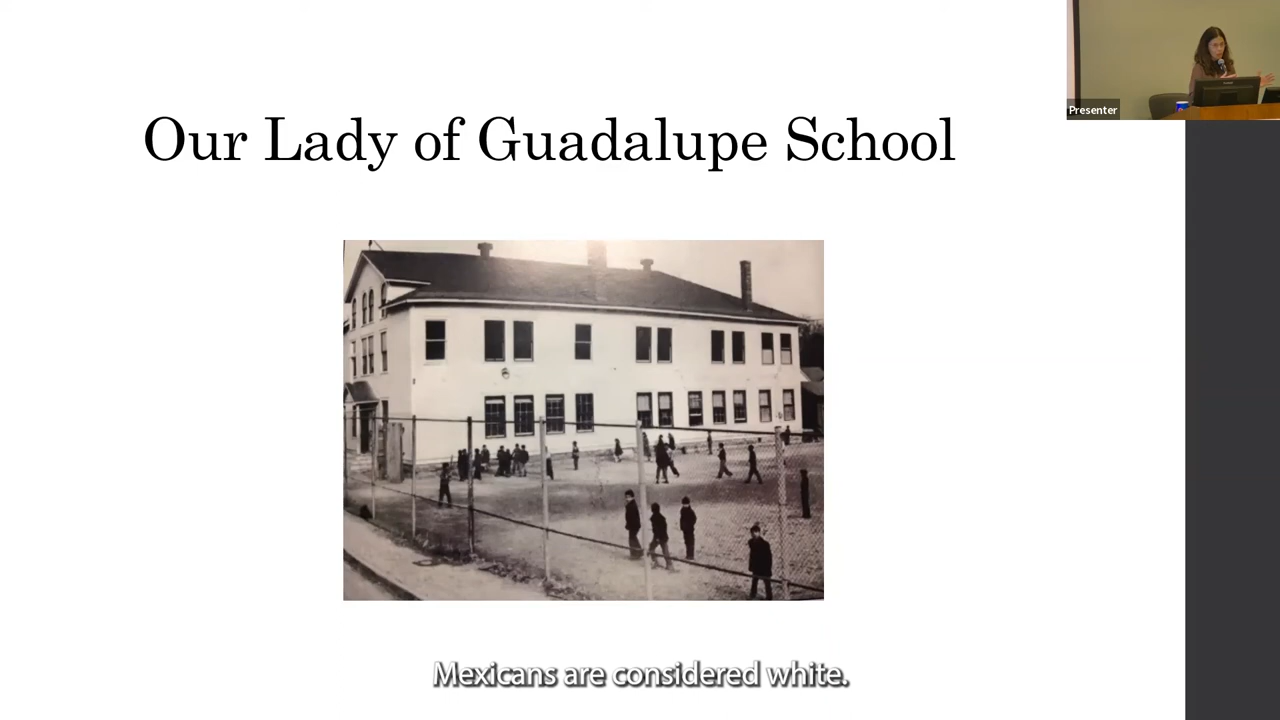 Presenter
Our Lady of Guadalupe School
Mexicans are considered white.